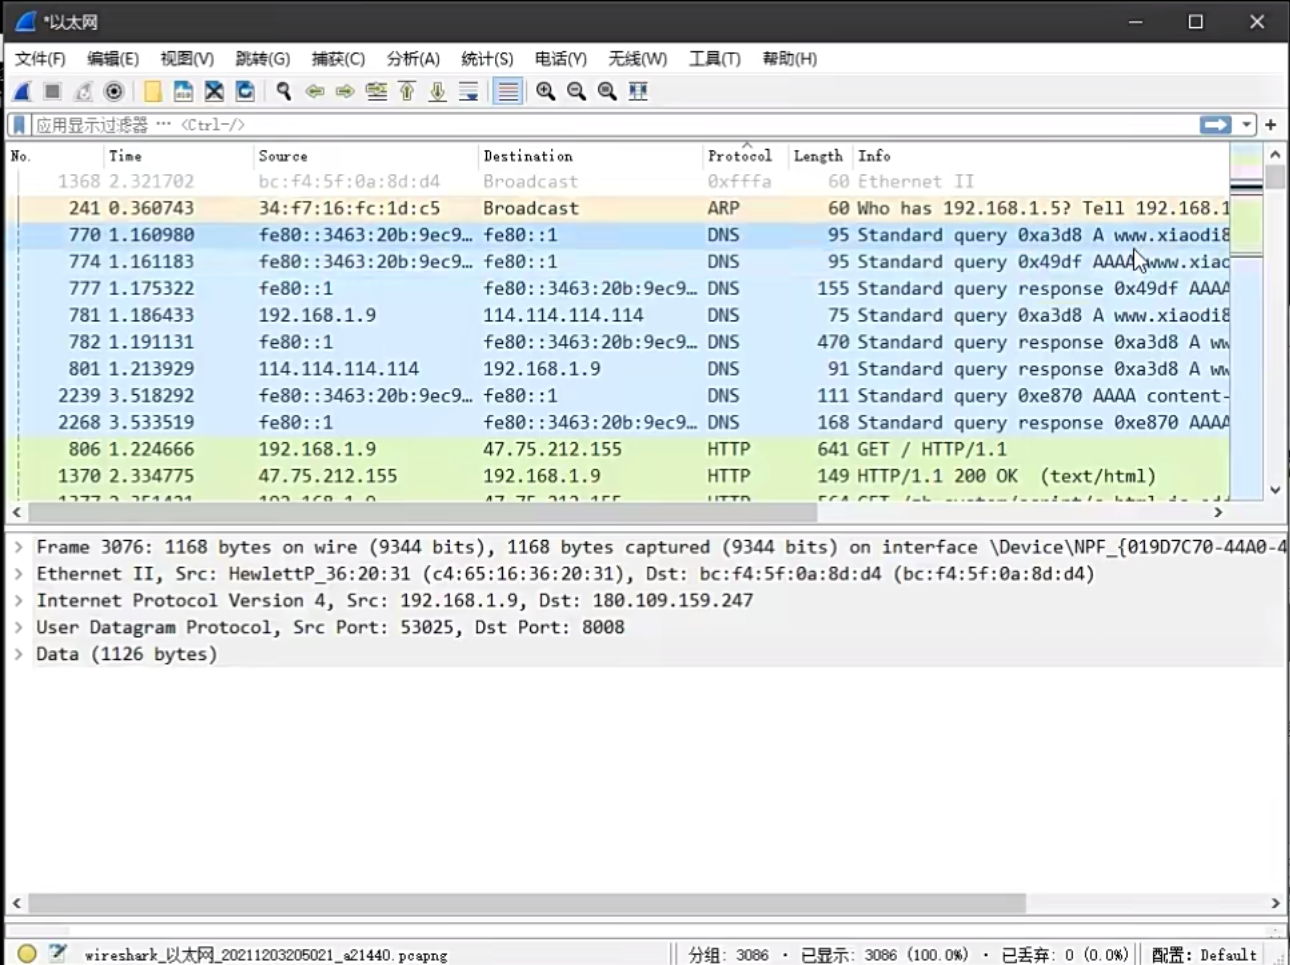 *以太网
文件(F) 编辑(E) 视图(V) 跳转(G) 捕获(C) 分析(A) 统计(S) 电话(Y) 无线(W) 工具(T) 帮助(H)
应用显示过滤器 … <Ctrl-/>
No. Time Source Destination Protocol Length Info
1368 2.321702 bc:f4:5f:0a:8d:d4 Broadcast 0xfffa 60 Ethernet II
241 0.360743 34:f7:16:fc:1d:c5 Broadcast ARP 60 Who has 192.168.1.5? Tell 192.168.1
770 1.160980 fe80::3463:20b:9ec9… fe80::1 DNS 95 Standard query 0xa3d8 A www.xiaodi8
774 1.161183 fe80::3463:20b:9ec9… fe80::1 DNS 95 Standard query 0x49df AAAA www.xiao
777 1.175322 fe80::1 fe80::3463:20b:9ec9… DNS 155 Standard query response 0x49df AAAA
781 1.186433 192.168.1.9 114.114.114.114 DNS 75 Standard query 0xa3d8 A www.xiaodi8
782 1.191131 fe80::1 fe80::3463:20b:9ec9… DNS 470 Standard query response 0xa3d8 A ww
801 1.213929 114.114.114.114 192.168.1.9 DNS 91 Standard query response 0xa3d8 A ww
2239 3.518292 fe80::3463:20b:9ec9… fe80::1 DNS 111 Standard query 0xe870 AAAA content-
2268 3.533519 fe80::1 fe80::3463:20b:9ec9… DNS 168 Standard query response 0xe870 AAAA
806 1.224666 192.168.1.9 47.75.212.155 HTTP 641 GET / HTTP/1.1
1370 2.334775 47.75.212.155 192.168.1.9 HTTP 149 HTTP/1.1 200 OK (text/html)
Frame 3076: 1168 bytes on wire (9344 bits), 1168 bytes captured (9344 bits) on interface \Device\NPF_{019D7C70-44A0-4
Ethernet II, Src: HewlettP_36:20:31 (c4:65:16:36:20:31), Dst: bc:f4:5f:0a:8d:d4 (bc:f4:5f:0a:8d:d4)
Internet Protocol Version 4, Src: 192.168.1.9, Dst: 180.109.159.247
User Datagram Protocol, Src Port: 53025, Dst Port: 8008
Data (1126 bytes)
wireshark_以太网_20211203205021_a21440.pcapng 分组: 3086 · 已显示: 3086 (100.0%) · 已丢弃: 0 (0.0%) 配置: Default